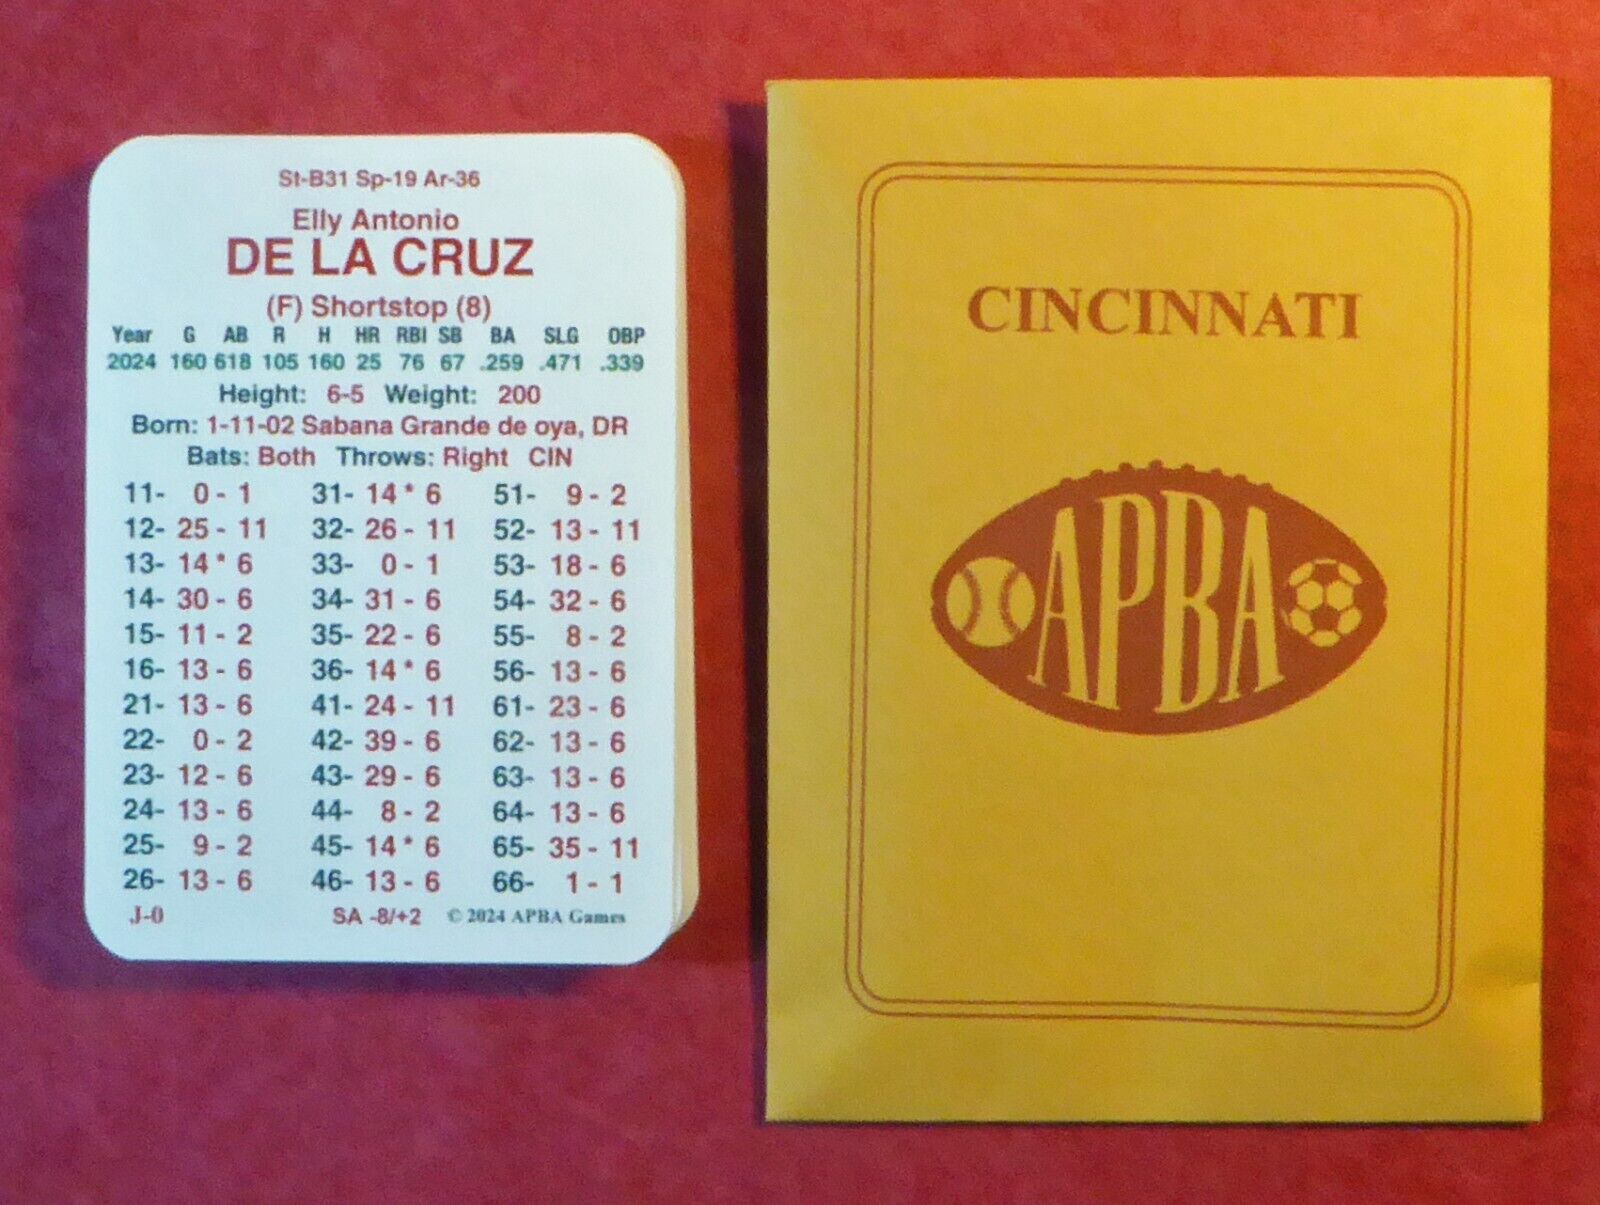 St-B31 Sp-19 Ar-36
Elly Antonio
DE LA CRUZ
(F) Shortstop (8)
Year G AB R H HR RBI SB BA SLG OBP
2024 160 618 105 160 25 76 67 .259 .471 .339
Height: 6-5 Weight: 200
Born: 1-11-02 Sabana Grande de oya, DR
Bats: Both Throws: Right CIN
11- 0 - 1 31- 14 * 6 51- 9 - 2
12- 25 - 11 32- 26 - 11 52- 13 - 11
13- 14 * 6 33- 0 - 1 53- 18 - 6
14- 30 - 6 34- 31 - 6 54- 32 - 6
15- 11 - 2 35- 22 - 6 55- 8 - 2
16- 13 - 6 36- 14 * 6 56- 13 - 6
21- 13 - 6 41- 24 - 11 61- 23 - 6
22- 0 - 2 42- 39 - 6 62- 13 - 6
23- 12 - 6 43- 29 - 6 63- 13 - 6
24- 13 - 6 44- 8 - 2 64- 13 - 6
25- 9 - 2 45- 14 * 6 65- 35 - 11
26- 13 - 6 46- 13 - 6 66- 1 - 1
J-0 SA -8/+2 © 2024 APBA Games
CINCINNATI
APBA